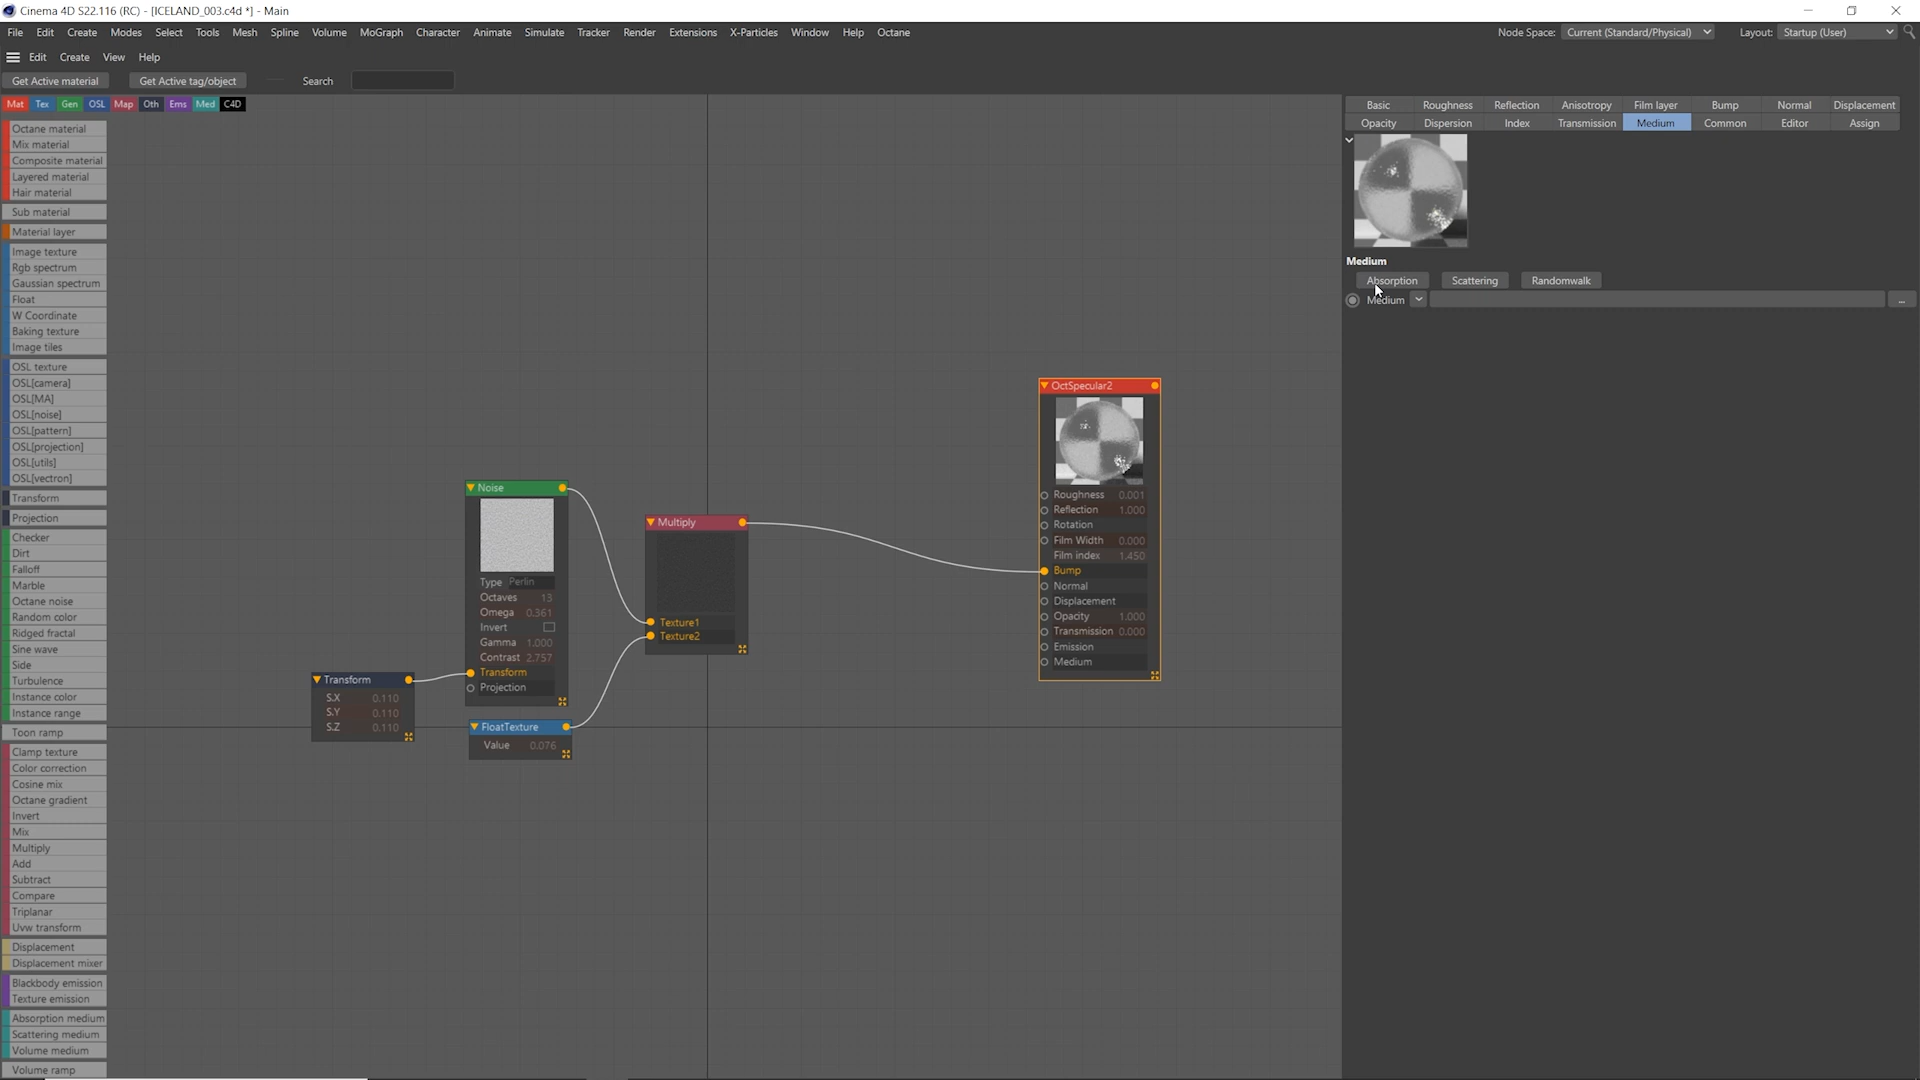 Cinema 4D S22.116 (RC) - [ICELAND_003.c4d *] - Main
File Edit Create Modes Select Tools Mesh Spline Volume MoGraph Character Animate Simulate Tracker Render Extensions X-Particles Window Help Octane Node Space: Current (Standard/Physical) Layout: Startup (User)
Edit Create View Help
Get Active material Get Active tag/object Search
Mat Tex Gen OSL Map Oth Ems Med C4D
Octane material
Mix material
Composite material
Layered material
Hair material
Sub material
Material layer
Image texture
Rgb spectrum
Gaussian spectrum
Float
W Coordinate
Baking texture
Image tiles
OSL texture
OSL[camera]
OSL[MA]
OSL[noise]
OSL[pattern]
OSL[projection]
OSL[utils]
OSL[vectron]
Transform
Projection
Checker
Dirt
Falloff
Marble
Octane noise
Random color
Ridged fractal
Sine wave
Side
Turbulence
Instance color
Instance range
Toon ramp
Clamp texture
Color correction
Cosine mix
Octane gradient
Invert
Mix
Multiply
Add
Subtract
Compare
Triplanar
Uvw transform
Displacement
Displacement mixer
Blackbody emission
Texture emission
Absorption medium
Scattering medium
Volume medium
Volume ramp
Transform
S.X 0.110
S.Y 0.110
S.Z 0.110
Noise
Type Perlin
Octaves 13
Omega 0.361
Invert
Gamma 1.000
Contrast 2.757
Transform
Projection
FloatTexture
Value 0.076
Multiply
Texture1
Texture2
OctSpecular2
Roughness 0.001
Reflection 1.000
Rotation
Film Width 0.000
Film index 1.450
Bump
Normal
Displacement
Opacity 1.000
Transmission 0.000
Emission
Medium
Basic Roughness Reflection Anisotropy Film layer Bump Normal Displacement
Opacity Dispersion Index Transmission Medium Common Editor Assign
Medium
Absorption Scattering Randomwalk
Medium ...